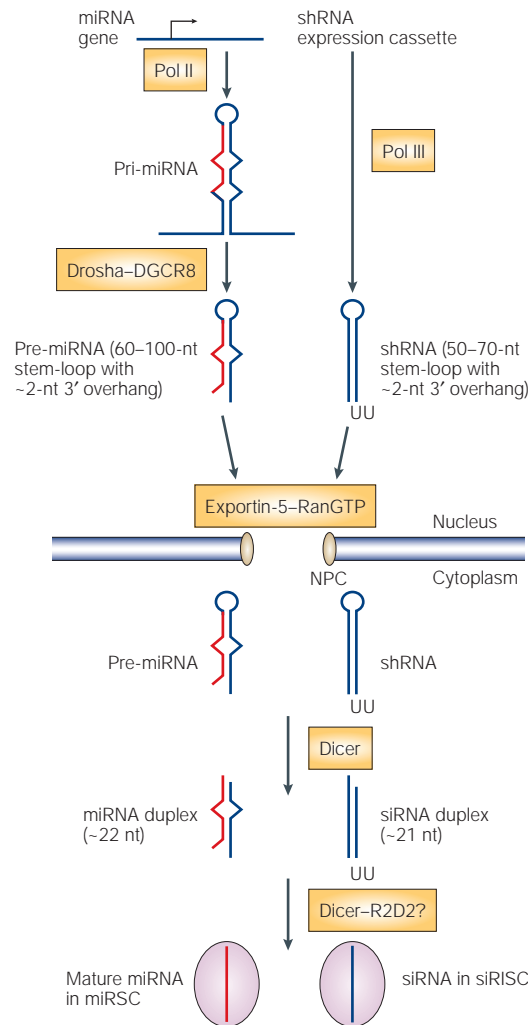 miRNA
gene
shRNA
expression cassette
Pol II
Pol III
Pri-miRNA
Drosha–DGCR8
Pre-miRNA (60–100-nt
stem-loop with
~2-nt 3′ overhang)
shRNA (50–70-nt
stem-loop with
~2-nt 3′ overhang)
UU
Exportin-5–RanGTP
Nucleus
NPC
Cytoplasm
Pre-miRNA
shRNA
UU
Dicer
miRNA duplex
(~22 nt)
siRNA duplex
(~21 nt)
UU
Dicer–R2D2?
Mature miRNA
in miRSC
siRNA in siRISC